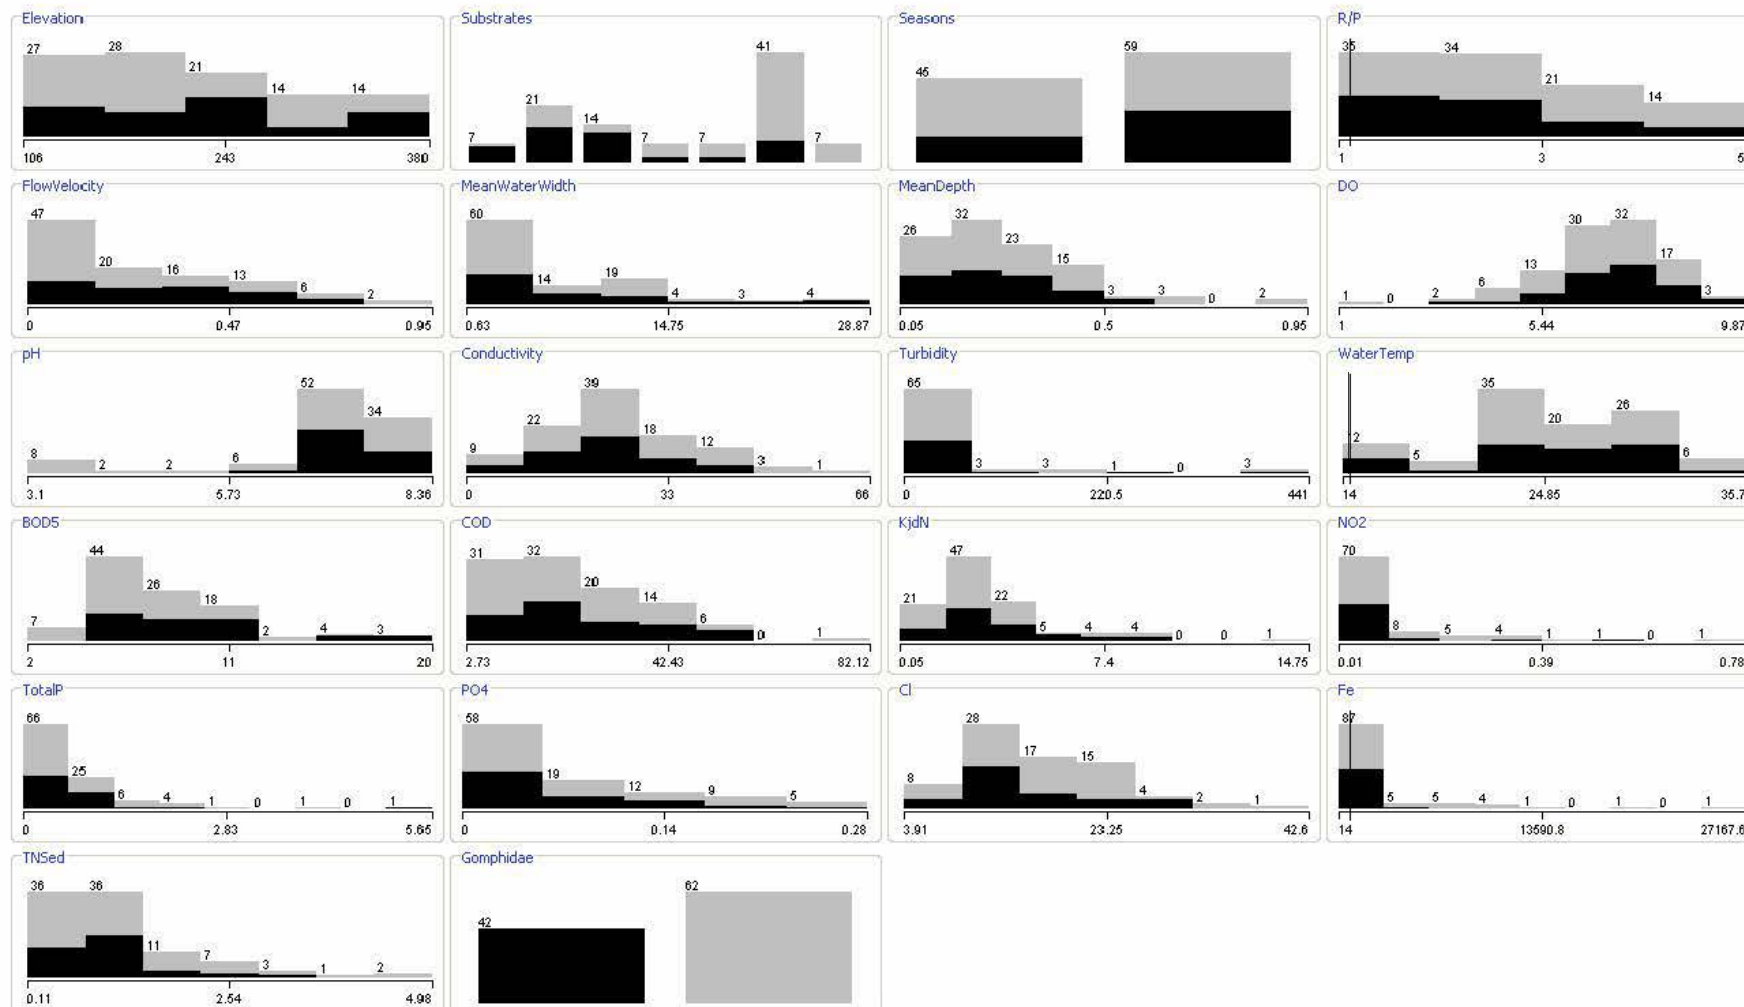 Elevation
27 28 21 14 14
106 243 380
Substrates
7 21 14 7 7 41 7
Seasons
45 59
R/P
35 34 21 14
1 3 5
FlowVelocity
47 20 16 13 6 2
0 0.47 0.95
MeanWaterWidth
60 14 19 4 3 4
0.63 14.75 28.87
MeanDepth
26 32 23 15 3 3 0 2
0.05 0.5 0.95
DO
1 0 2 6 13 30 32 17 3
1 5.44 9.87
pH
8 2 2 6 52 34
3.1 5.73 8.36
Conductivity
9 22 39 18 12 3 1
0 33 66
Turbidity
65 3 3 1 0 3
0 220.5 441
WaterTemp
2 5 35 20 26 6
14 24.85 35.7
BOD5
7 44 26 18 2 4 3
2 11 20
COD
31 32 20 14 6 0 1
2.73 42.43 82.12
KjdN
21 47 22 5 4 4 0 0 1
0.05 7.4 14.75
NO2
70 8 5 4 1 1 0 1
0.01 0.39 0.78
TotalP
66 25 6 4 1 0 1 0 1
0 2.83 5.65
PO4
58 19 12 9 5
0 0.14 0.28
Cl
8 28 17 15 4 2 1
3.91 23.25 42.6
Fe
87 5 5 4 1 0 1 0 1
14 13590.8 27167.6
TNSed
36 36 11 7 3 1 2
0.11 2.54 4.98
Gomphidae
42 62